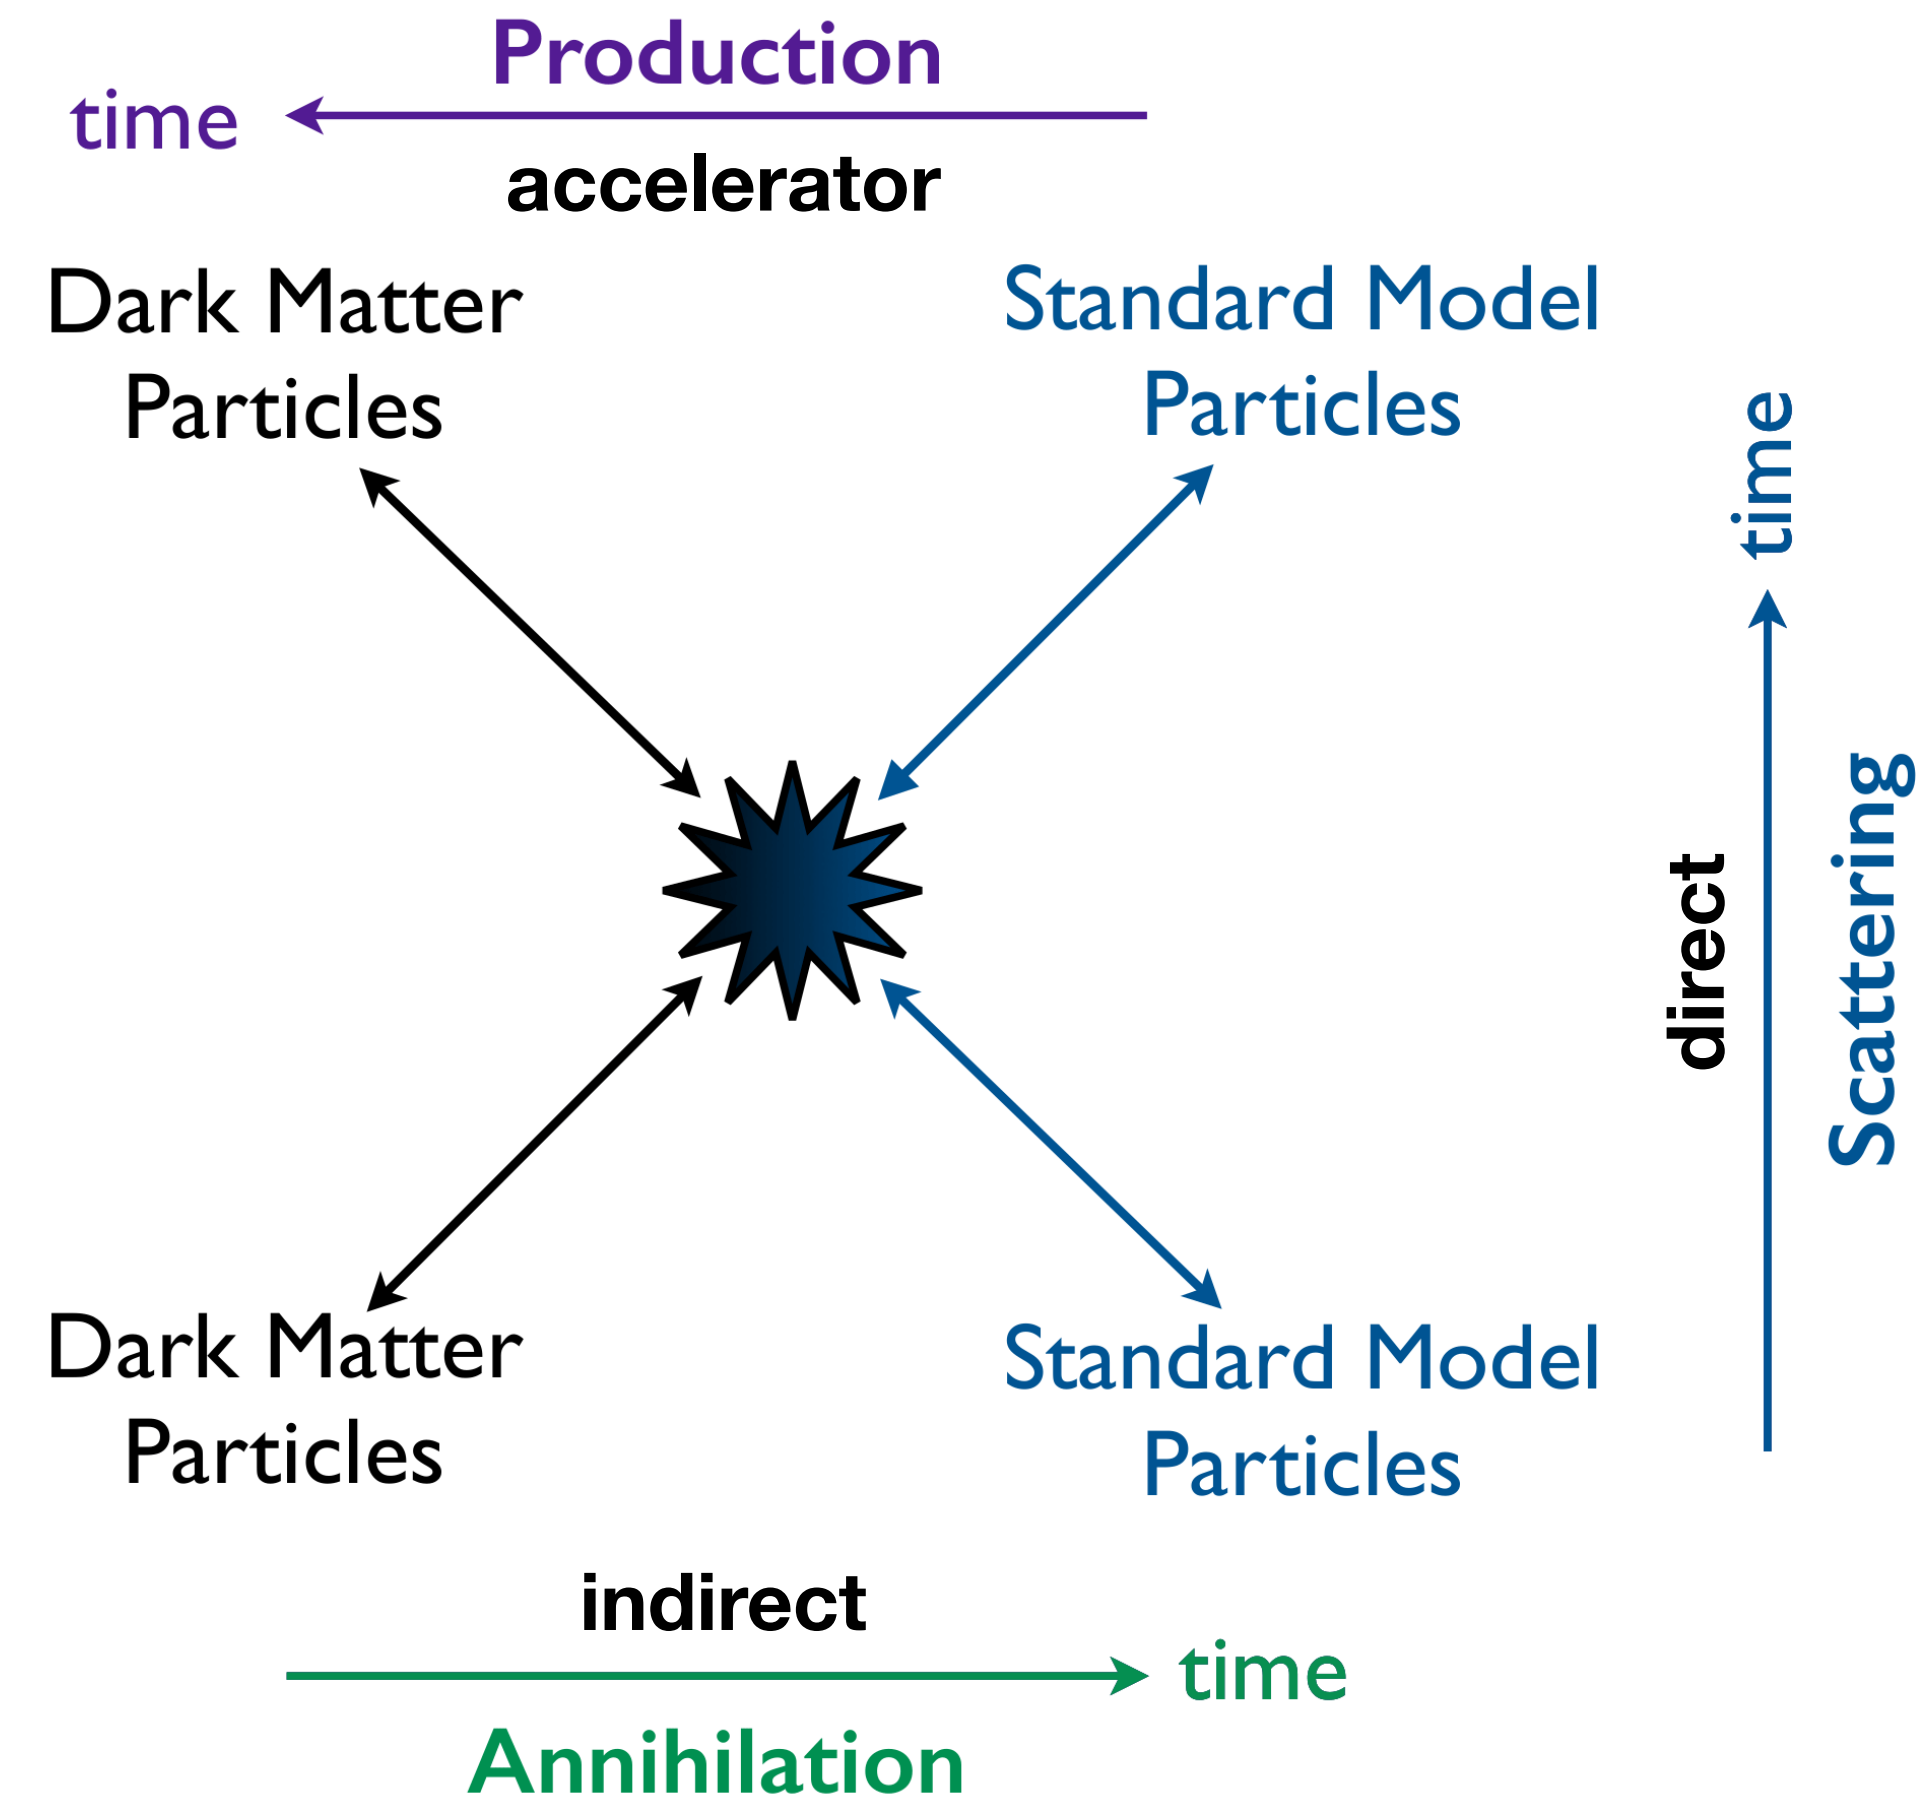 Production
time
accelerator
Dark Matter
Particles
Standard Model
Particles
time
direct
Scattering
Dark Matter
Particles
Standard Model
Particles
indirect
time
Annihilation